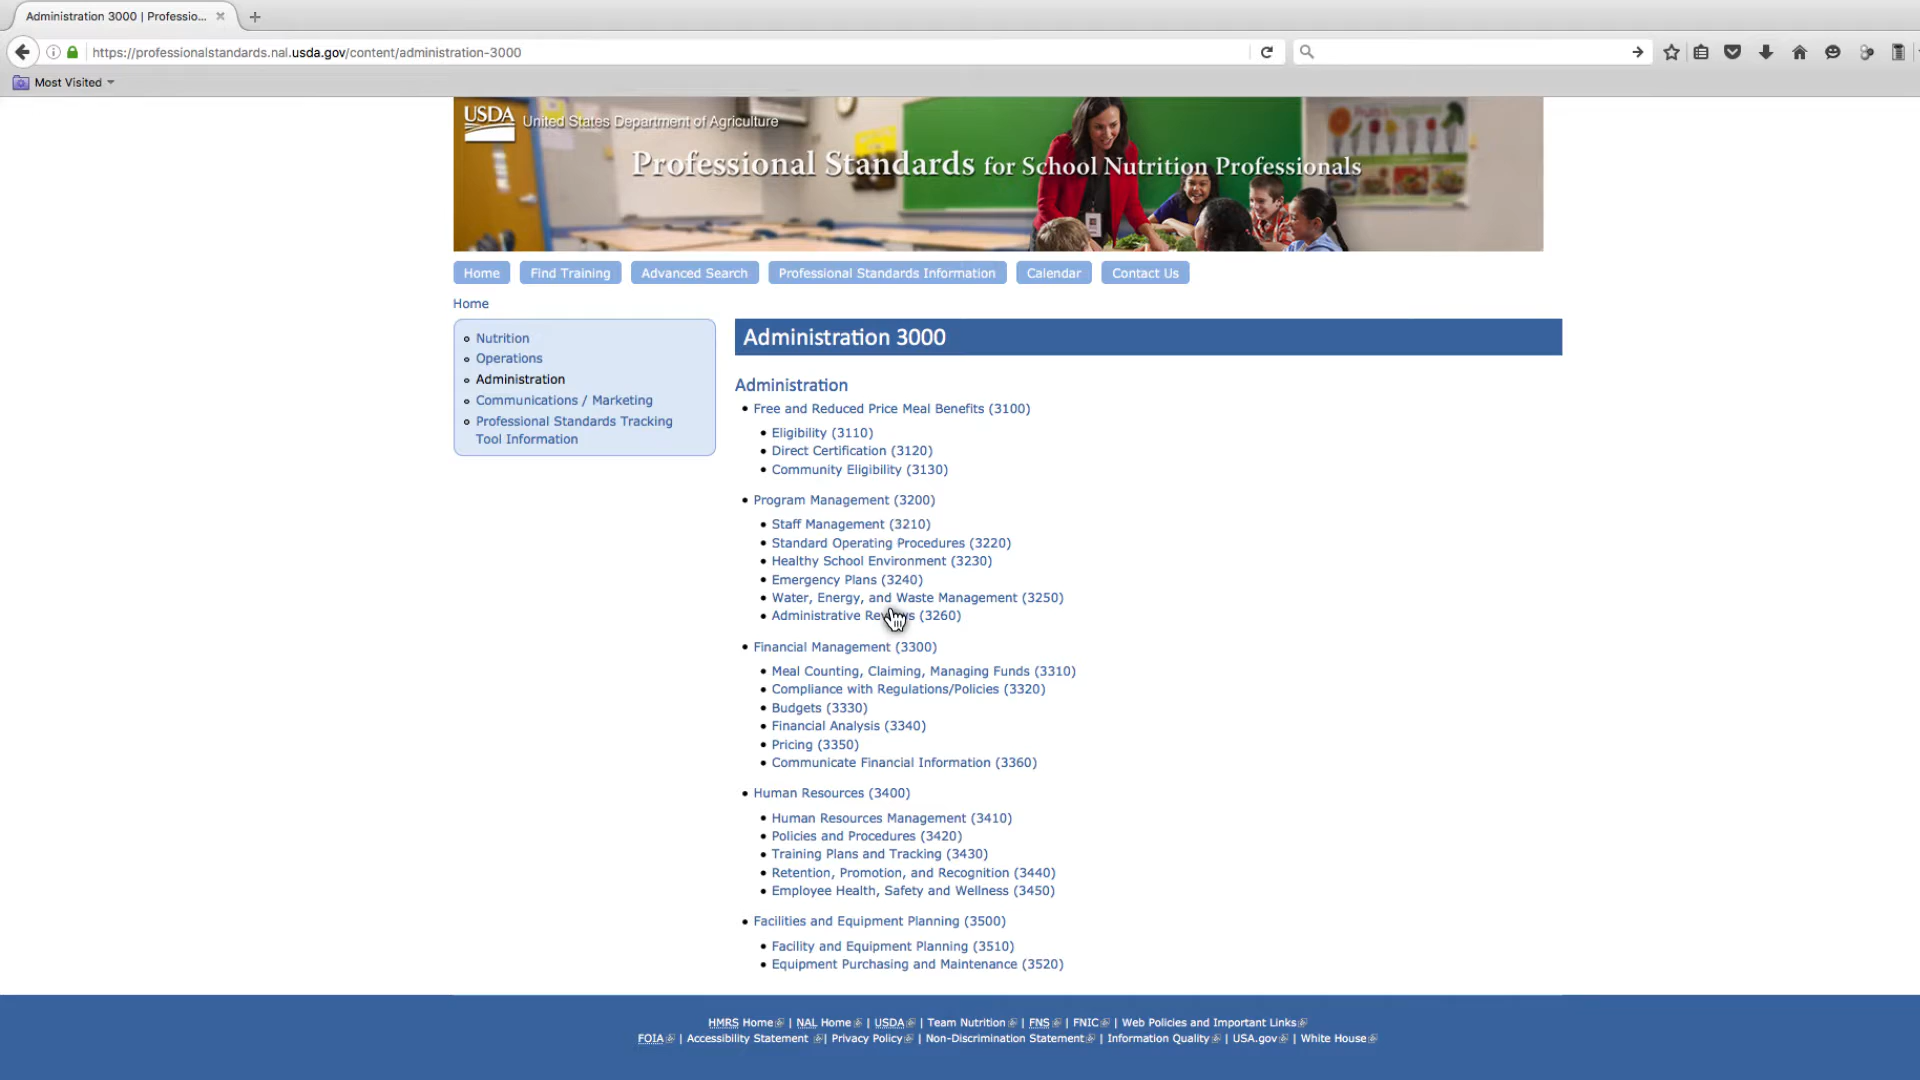 Administration 3000 | Professio...
https://professionalstandards.nal.usda.gov/content/administration-3000
Most Visited
USDA United States Department of Agriculture
Professional Standards for School Nutrition Professionals
Home Find Training Advanced Search Professional Standards Information Calendar Contact Us
Home
Nutrition
Operations
Administration
Communications / Marketing
Professional Standards Tracking
Tool Information
Administration 3000
Administration
Free and Reduced Price Meal Benefits (3100)
Eligibility (3110)
Direct Certification (3120)
Community Eligibility (3130)
Program Management (3200)
Staff Management (3210)
Standard Operating Procedures (3220)
Healthy School Environment (3230)
Emergency Plans (3240)
Water, Energy, and Waste Management (3250)
Administrative Reviews (3260)
Financial Management (3300)
Meal Counting, Claiming, Managing Funds (3310)
Compliance with Regulations/Policies (3320)
Budgets (3330)
Financial Analysis (3340)
Pricing (3350)
Communicate Financial Information (3360)
Human Resources (3400)
Human Resources Management (3410)
Policies and Procedures (3420)
Training Plans and Tracking (3430)
Retention, Promotion, and Recognition (3440)
Employee Health, Safety and Wellness (3450)
Facilities and Equipment Planning (3500)
Facility and Equipment Planning (3510)
Equipment Purchasing and Maintenance (3520)
HMRS Home | NAL Home | USDA | Team Nutrition | FNS | FNIC | Web Policies and Important Links
FOIA | Accessibility Statement | Privacy Policy | Non-Discrimination Statement | Information Quality | USA.gov | White House